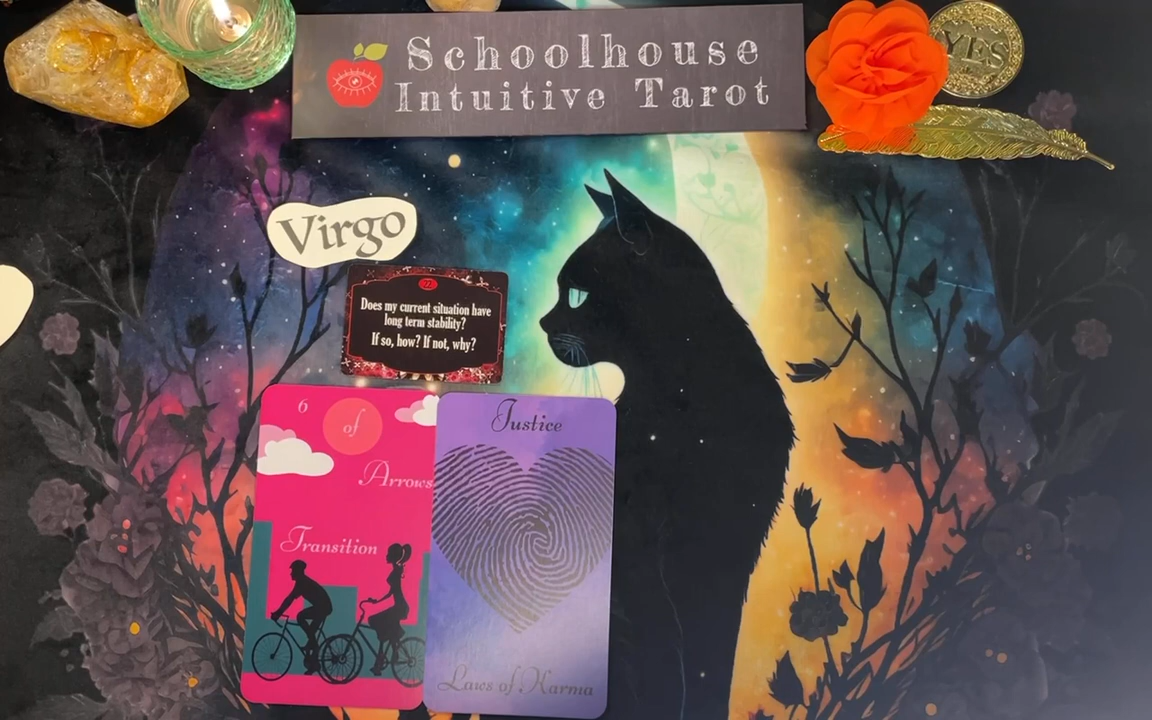 Schoolhouse
Intuitive Tarot
YES
Virgo
22
Does my current situation have
long term stability?
If so, how? If not, why?
6
of
Arrows
Transition
Justice
Laws of Karma